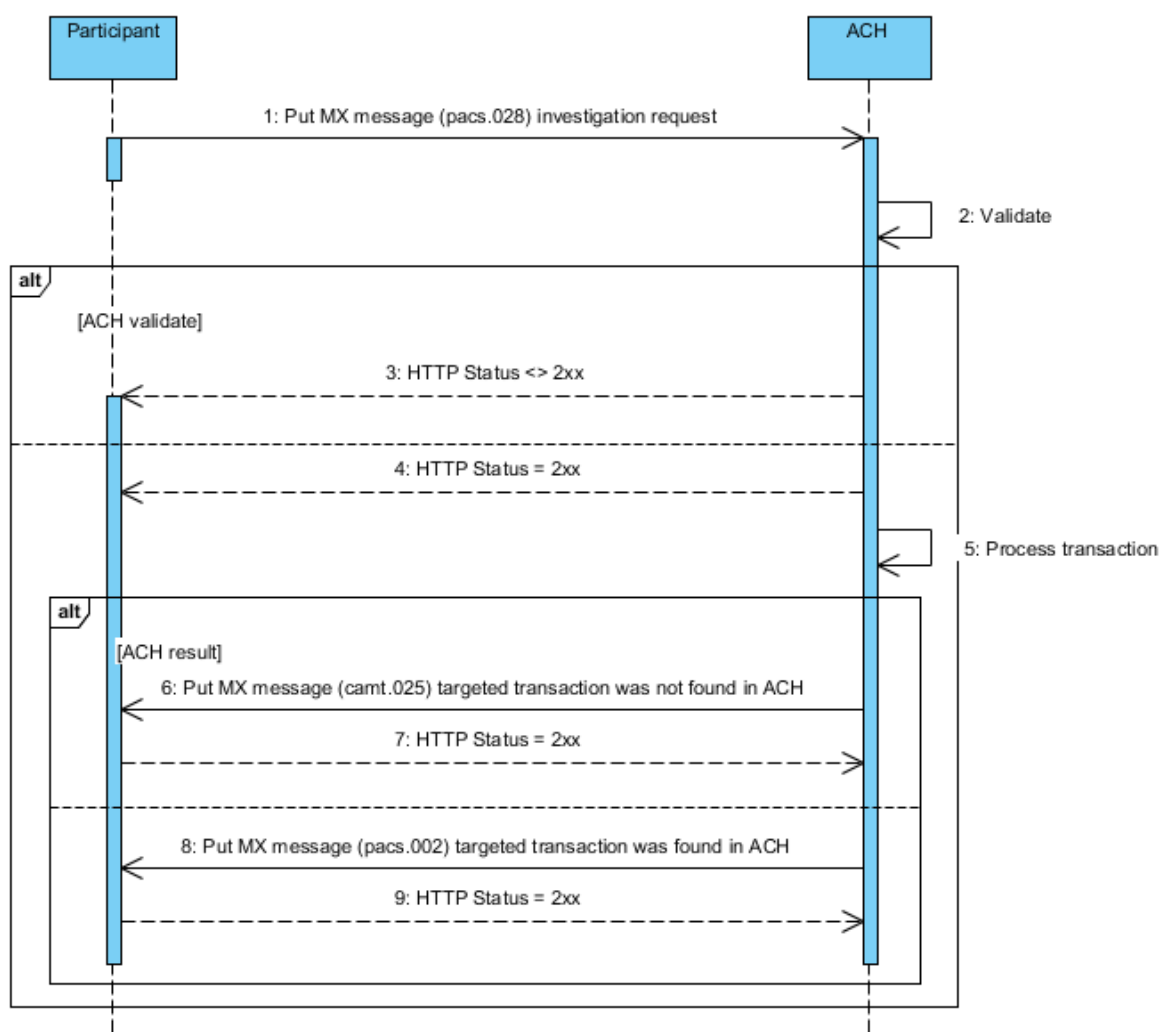 Participant
ACH
1: Put MX message (pacs.028) investigation request
2: Validate
alt
[ACH validate]
3: HTTP Status <> 2xx
4: HTTP Status = 2xx
5: Process transaction
alt
[ACH result]
6: Put MX message (camt.025) targeted transaction was not found in ACH
7: HTTP Status = 2xx
8: Put MX message (pacs.002) targeted transaction was found in ACH
9: HTTP Status = 2xx